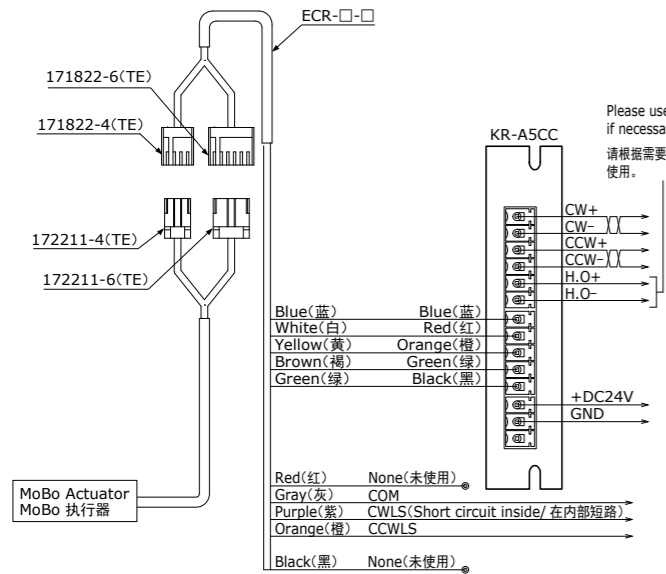 ECR-□-□
171822-6(TE)
171822-4(TE)
172211-4(TE)
172211-6(TE)
MoBo Actuator
MoBo 执行器
KR-A5CC
Please use
if necessa
请根据需要
使用。
CW+
CW-
CCW+
CCW-
H.O+
H.O-
Blue(蓝) Blue(蓝)
White(白) Red(红)
Yellow(黄) Orange(橙)
Brown(褐) Green(绿)
Green(绿) Black(黑)
+DC24V
GND
Red(红) None(未使用)
Gray(灰) COM
Purple(紫) CWLS(Short circuit inside/ 在内部短路)
Orange(橙) CCWLS
Black(黑) None(未使用)